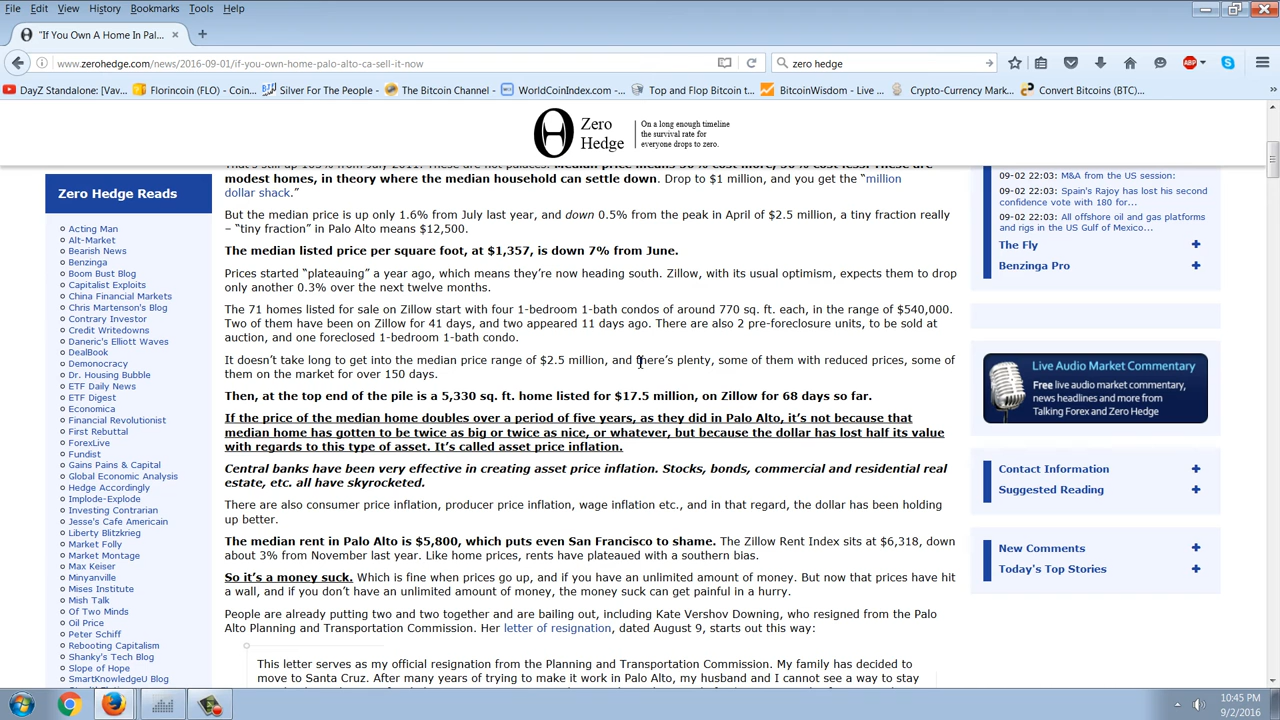 File Edit View History Bookmarks Tools Help
"If You Own A Home In Pal...
www.zerohedge.com/news/2016-09-01/if-you-own-home-palo-alto-ca-sell-it-now
zero hedge
ABP
DayZ Standalone: [Vav... Florincoin (FLO) - Coin... Silver For The People - ... The Bitcoin Channel - WorldCoinIndex.com - ... Top and Flop Bitcoin t... BitcoinWisdom - Live ... Crypto-Currency Mark... Convert Bitcoins (BTC)...
Zero Hedge
On a long enough timeline
the survival rate for
everyone drops to zero.
modest homes, in theory where the median household can settle down. Drop to $1 million, and you get the “million
dollar shack.”
But the median price is up only 1.6% from July last year, and down 0.5% from the peak in April of $2.5 million, a tiny fraction really
– “tiny fraction” in Palo Alto means $12,500.
The median listed price per square foot, at $1,357, is down 7% from June.
Prices started “plateauing” a year ago, which means they’re now heading south. Zillow, with its usual optimism, expects them to drop
only another 0.3% over the next twelve months.
The 71 homes listed for sale on Zillow start with four 1-bedroom 1-bath condos of around 770 sq. ft. each, in the range of $540,000.
Two of them have been on Zillow for 41 days, and two appeared 11 days ago. There are also 2 pre-foreclosure units, to be sold at
auction, and one foreclosed 1-bedroom 1-bath condo.
It doesn’t take long to get into the median price range of $2.5 million, and there’s plenty, some of them with reduced prices, some of
them on the market for over 150 days.
Then, at the top end of the pile is a 5,330 sq. ft. home listed for $17.5 million, on Zillow for 68 days so far.
If the price of the median home doubles over a period of five years, as they did in Palo Alto, it’s not because that
median home has gotten to be twice as big or twice as nice, or whatever, but because the dollar has lost half its value
with regards to this type of asset. It’s called asset price inflation.
Central banks have been very effective in creating asset price inflation. Stocks, bonds, commercial and residential real
estate, etc. all have skyrocketed.
There are also consumer price inflation, producer price inflation, wage inflation etc., and in that regard, the dollar has been holding
up better.
The median rent in Palo Alto is $5,800, which puts even San Francisco to shame. The Zillow Rent Index sits at $6,318, down
about 3% from November last year. Like home prices, rents have plateaued with a southern bias.
So it’s a money suck. Which is fine when prices go up, and if you have an unlimited amount of money. But now that prices have hit
a wall, and if you don’t have an unlimited amount of money, the money suck can get painful in a hurry.
People are already putting two and two together and are bailing out, including Kate Vershov Downing, who resigned from the Palo
Alto Planning and Transportation Commission. Her letter of resignation, dated August 9, starts out this way:
This letter serves as my official resignation from the Planning and Transportation Commission. My family has decided to
move to Santa Cruz. After many years of trying to make it work in Palo Alto, my husband and I cannot see a way to stay
Zero Hedge Reads
Acting Man
Alt-Market
Bearish News
Benzinga
Boom Bust Blog
Capitalist Exploits
China Financial Markets
Chris Martenson's Blog
Contrary Investor
Credit Writedowns
Daneric's Elliott Waves
DealBook
Demonocracy
Dr. Housing Bubble
ETF Daily News
ETF Digest
Economica
Financial Revolutionist
First Rebuttal
ForexLive
Fundist
Gains Pains & Capital
Global Economic Analysis
Hedge Accordingly
Implode-Explode
Investing Contrarian
Jesse's Cafe Americain
Liberty Blitzkrieg
Market Folly
Market Montage
Max Keiser
Minyanville
Mises Institute
Mish Talk
Of Two Minds
Oil Price
Peter Schiff
Rebooting Capitalism
Shanky's Tech Blog
Slope of Hope
SmartKnowledgeU Blog
09-02 22:03: M&A from the US session:
09-02 22:03: Spain's Rajoy has lost his second
confidence vote with 180 for...
09-02 22:03: All offshore oil and gas platforms
and rigs in the US Gulf of Mexico...
The Fly
Benzinga Pro
Live Audio Market Commentary
Free live audio market commentary,
news headlines and more from
Talking Forex and Zero Hedge
Contact Information
Suggested Reading
New Comments
Today's Top Stories
10:45 PM
9/2/2016